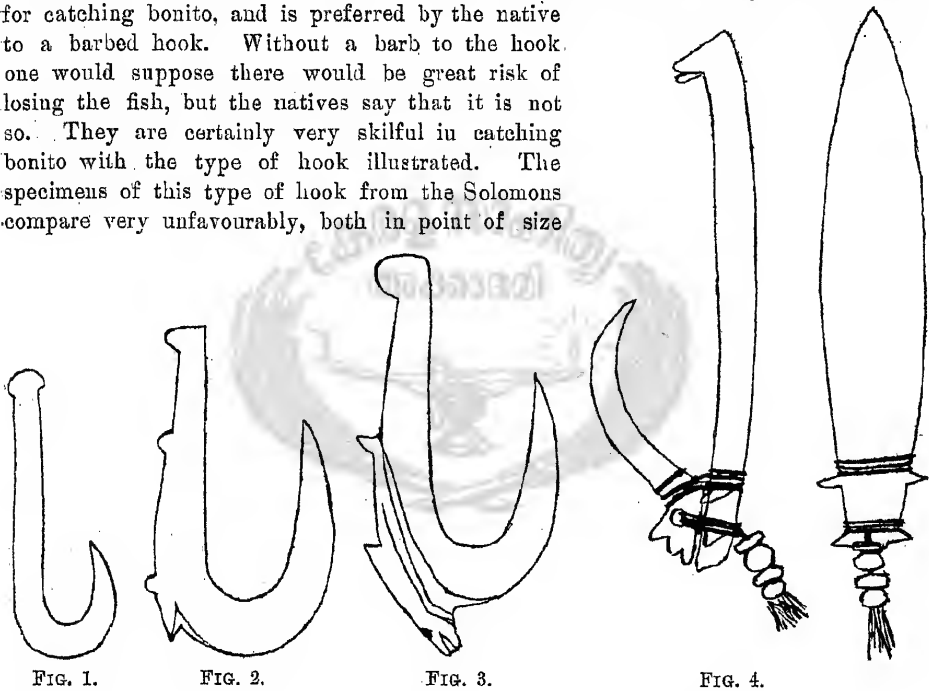 for catching bonito, and is preferred by the native
to a barbed hook. Without a barb to the hook
one would suppose there would be great risk of
losing the fish, but the natives say that it is not
so. They are certainly very skilful in catching
bonito with the type of hook illustrated. The
specimens of this type of hook from the Solomons
compare very unfavourably, both in point of size
FIG. 1.
FIG. 2.
FIG. 3.
FIG. 4.